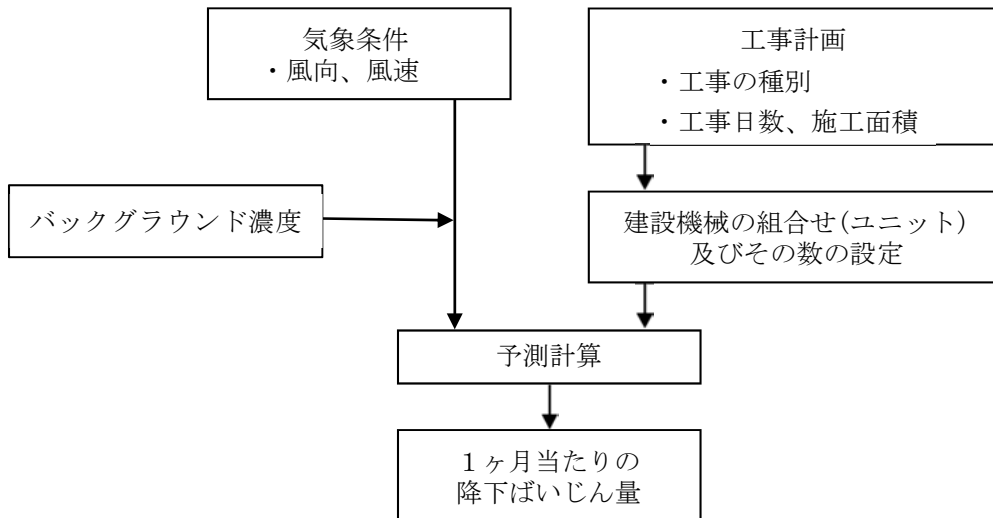 気象条件
・風向、風速
工事計画
・工事の種別
・工事日数、施工面積
バックグラウンド濃度
建設機械の組合せ(ユニット)
及びその数の設定
予測計算
１ヶ月当たりの
降下ばいじん量